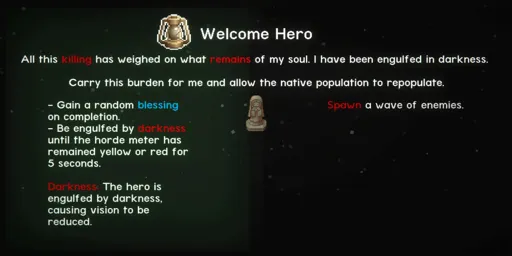 Welcome Hero
All this killing has weighed on what remains of my soul. I have been engulfed in darkness.
Carry this burden for me and allow the native population to repopulate.
- Gain a random blessing
on completion.
- Be engulfed by darkness
until the horde meter has
remained yellow or red for
5 seconds.
Darkness: The hero is
engulfed by darkness,
causing vision to be
reduced.
Spawn a wave of enemies.